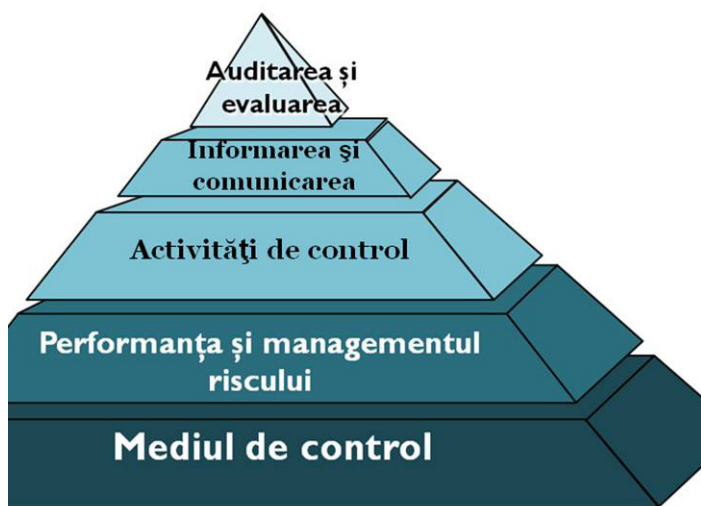 Auditarea și
evaluarea
Informarea şi
comunicarea
Activităţi de control
Performanța și managementul
riscului
Mediul de control